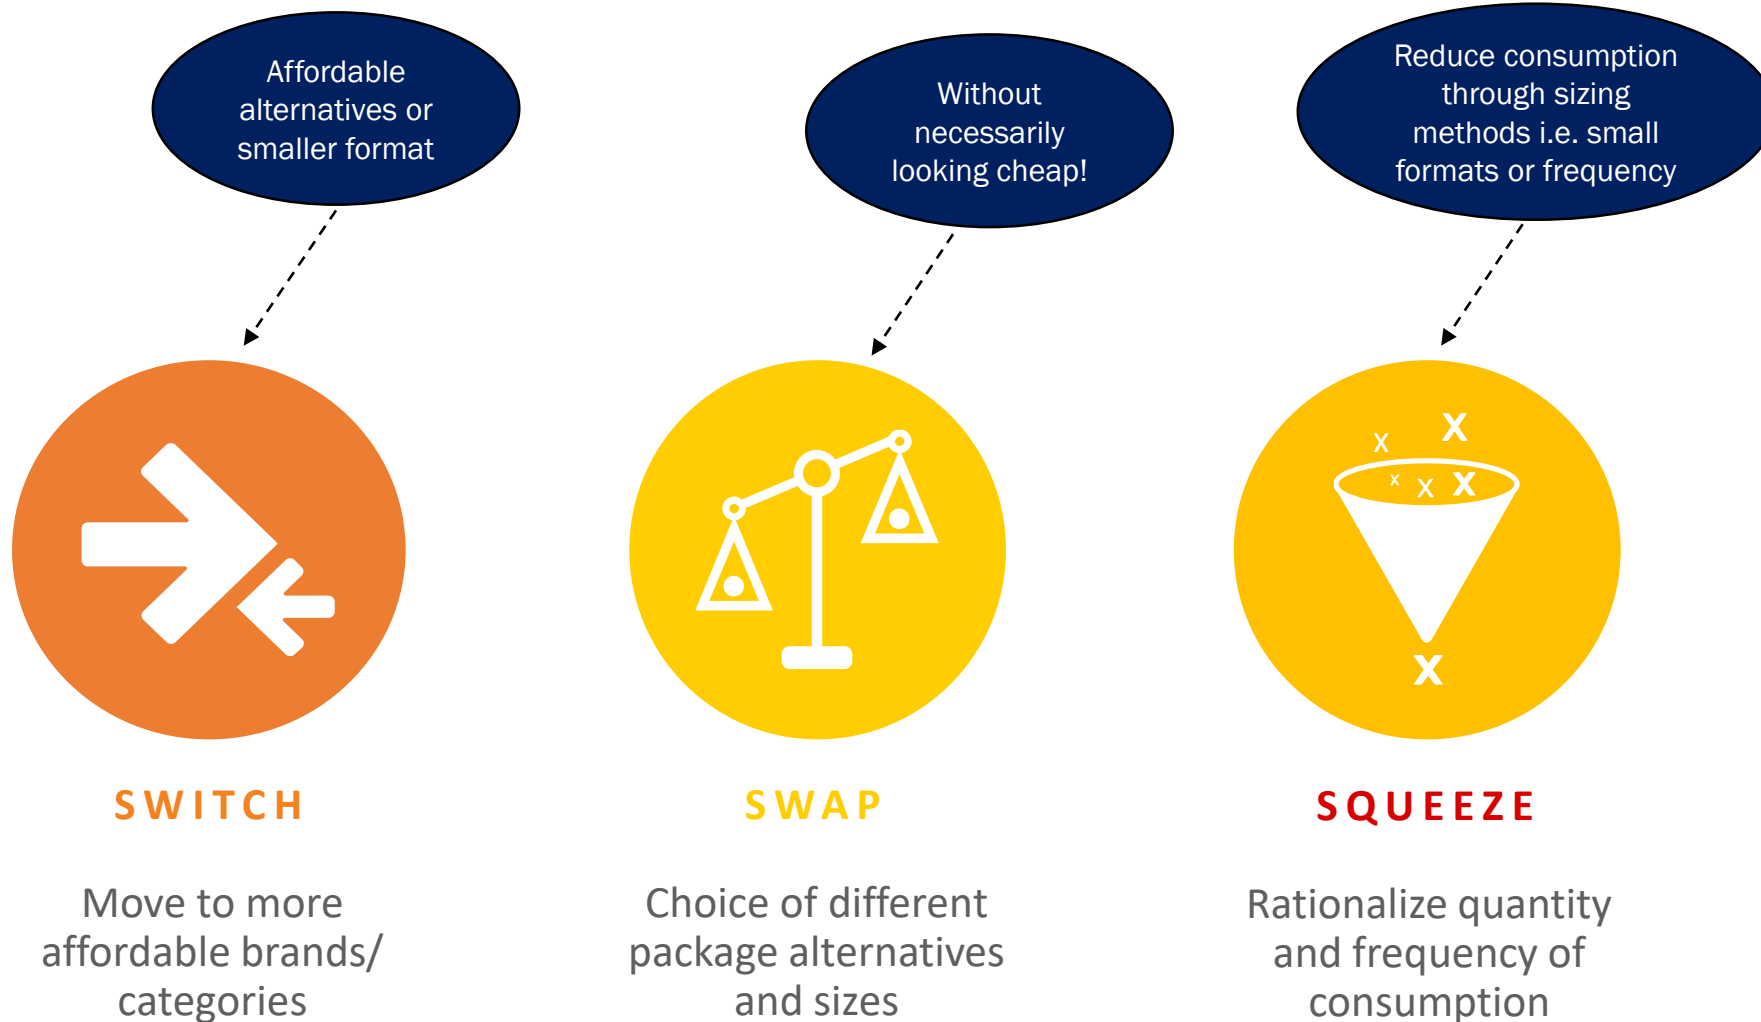 Affordable
alternatives or
smaller format
Without
necessarily
looking cheap!
Reduce consumption
through sizing
methods i.e. small
formats or frequency
x X
x x X
X
SWITCH
SWAP
SQUEEZE
Move to more
affordable brands/
categories
Choice of different
package alternatives
and sizes
Rationalize quantity
and frequency of
consumption